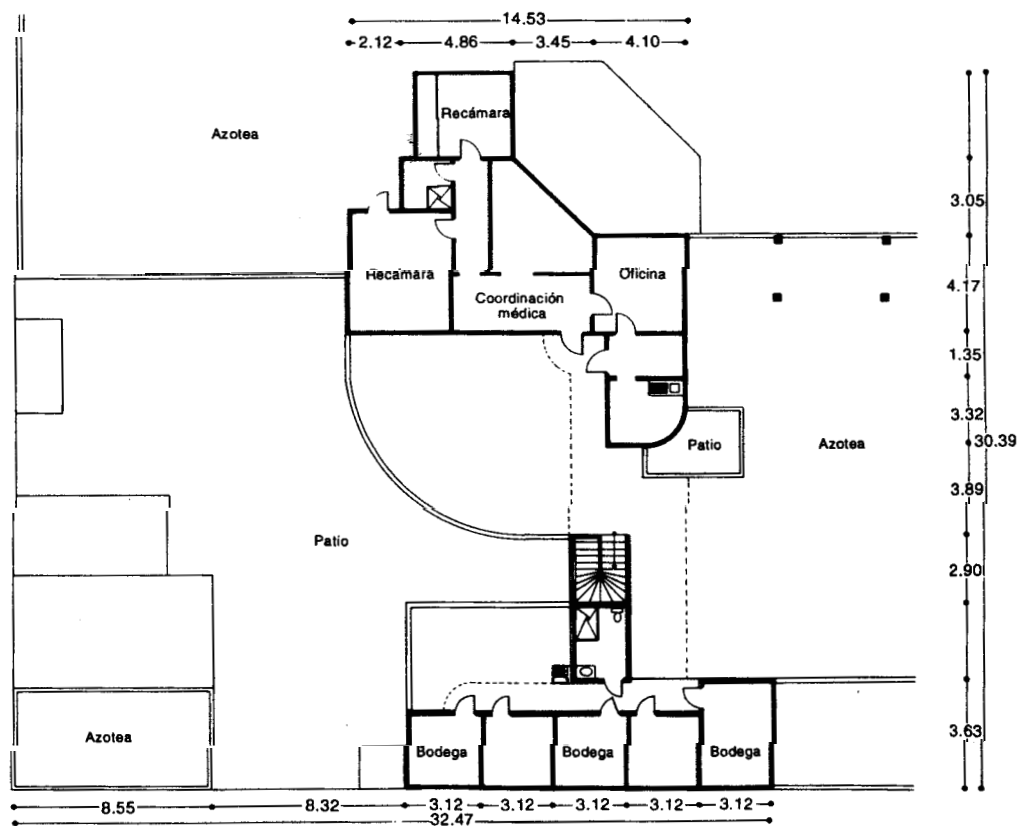 14.53
2.12 4.86 3.45 4.10
Recámara
Azotea
3.05
Recámara
Oficina
4.17
Coordinación
médica
1.35
3.32
Patio
Azotea
30.39
3.89
Patio
2.90
Azotea
3.63
Bodega
Bodega
Bodega
8.55 8.32 3.12 3.12 3.12 3.12 3.12
32.47